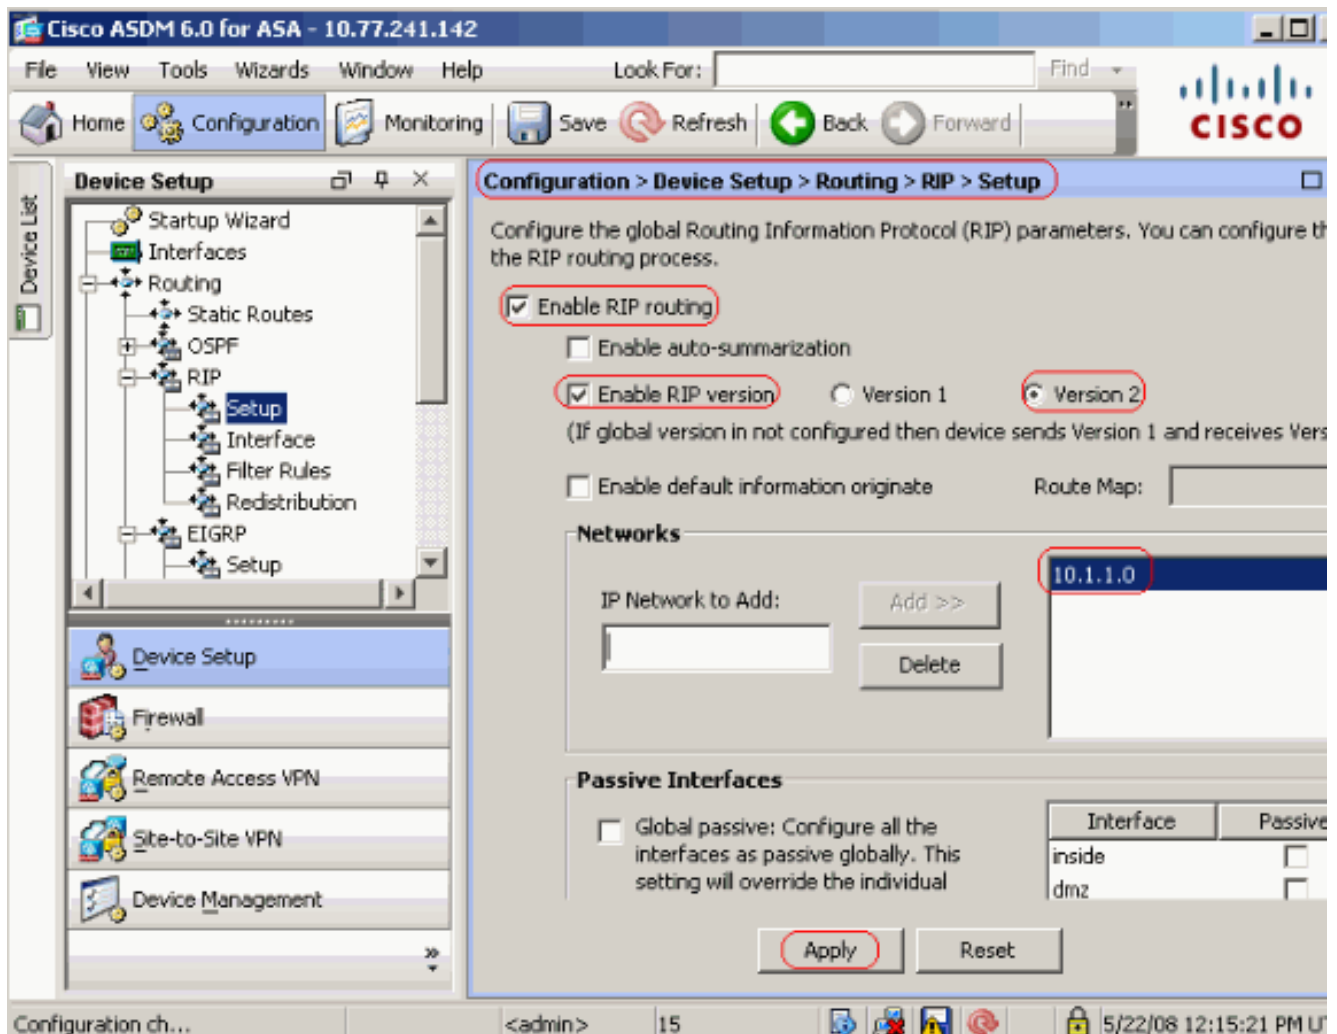 Cisco ASDM 6.0 for ASA - 10.77.241.142
File View Tools Wizards Window Help Look For: Find
Home Configuration Monitoring Save Refresh Back Forward
CISCO
Device List
Device Setup
Startup Wizard
Interfaces
Routing
Static Routes
OSPF
RIP
Setup
Interface
Filter Rules
Redistribution
EIGRP
Setup
Device Setup
Firewall
Remote Access VPN
Site-to-Site VPN
Device Management
Configuration > Device Setup > Routing > RIP > Setup
Configure the global Routing Information Protocol (RIP) parameters. You can configure th
the RIP routing process.
Enable RIP routing
Enable auto-summarization
Enable RIP version Version 1 Version 2
(If global version in not configured then device sends Version 1 and receives Vers
Enable default information originate Route Map:
Networks
IP Network to Add:
Add >>
Delete
10.1.1.0
Passive Interfaces
Global passive: Configure all the
interfaces as passive globally. This
setting will override the individual
Interface Passive
inside
dmz
Apply Reset
Configuration ch... <admin> 15 5/22/08 12:15:21 PM U